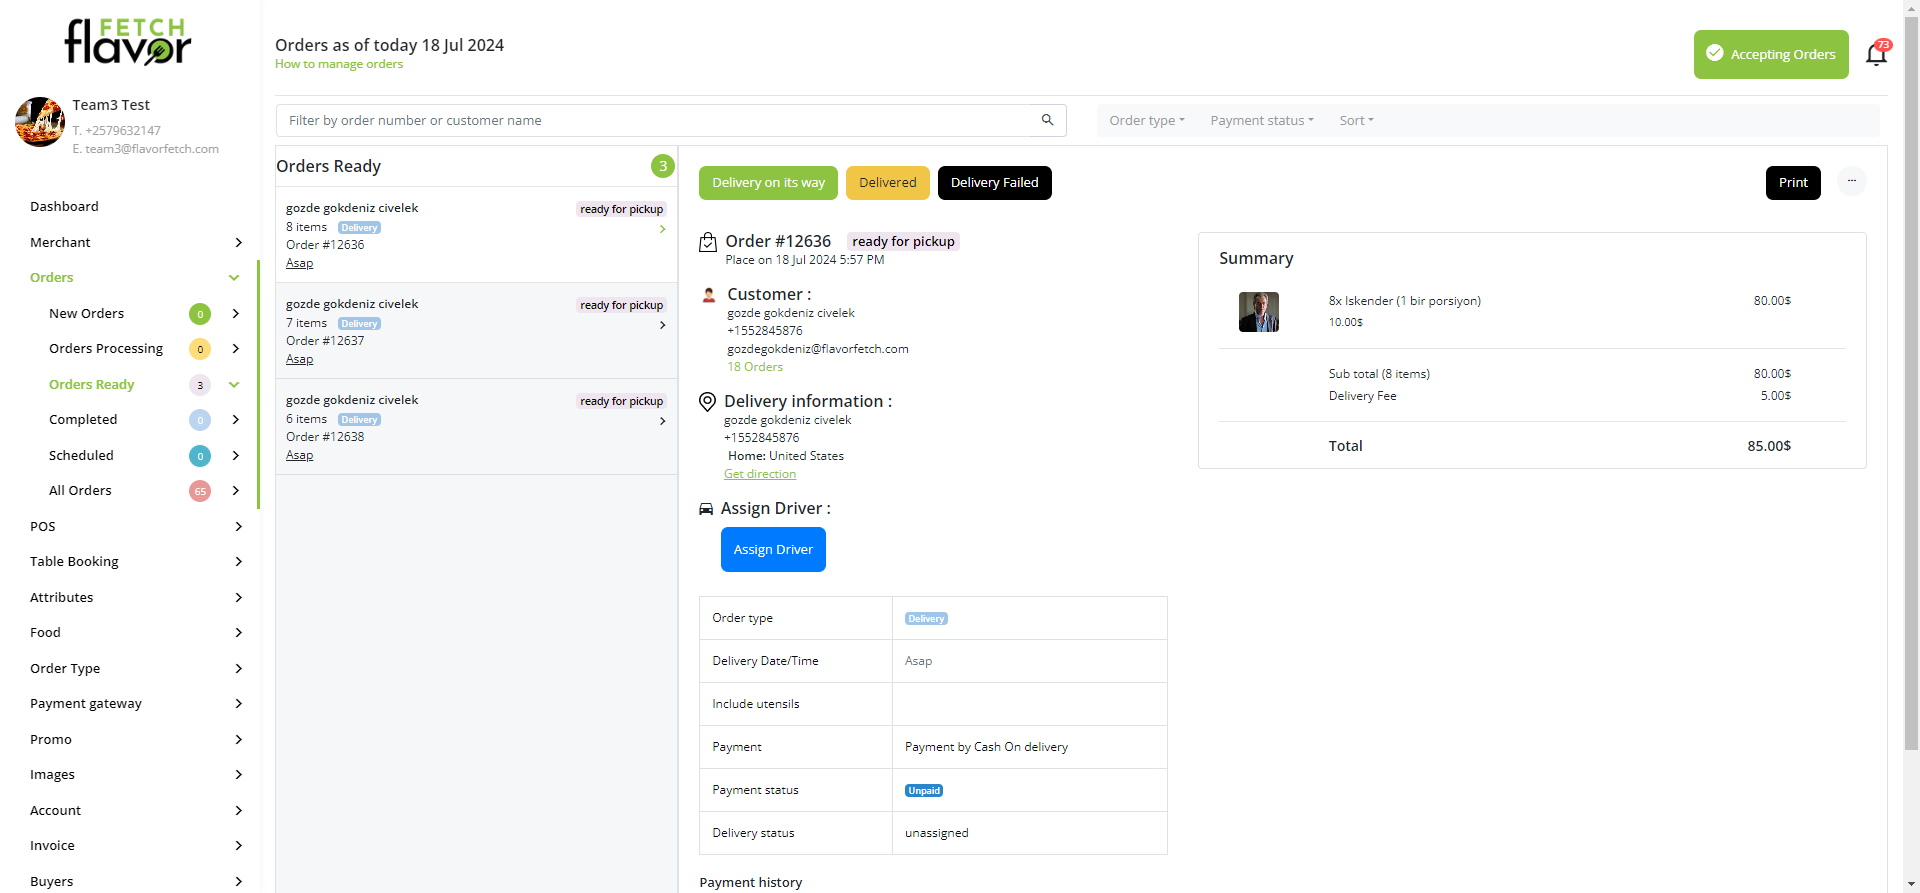 FETCH
flavor
Team3 Test
T. +2579632147
E. team3@flavorfetch.com
Dashboard
Merchant
Orders
New Orders 0
Orders Processing 0
Orders Ready 3
Completed 0
Scheduled 0
All Orders 65
POS
Table Booking
Attributes
Food
Order Type
Payment gateway
Promo
Images
Account
Invoice
Buyers
Orders as of today 18 Jul 2024
How to manage orders
Accepting Orders
73
Filter by order number or customer name
Order type
Payment status
Sort
Orders Ready 3
gozde gokdeniz civelek ready for pickup
8 items Delivery
Order #12636
Asap
gozde gokdeniz civelek ready for pickup
7 items Delivery
Order #12637
Asap
gozde gokdeniz civelek ready for pickup
6 items Delivery
Order #12638
Asap
Delivery on its way
Delivered
Delivery Failed
Print
...
Order #12636 ready for pickup
Place on 18 Jul 2024 5:57 PM
Customer :
gozde gokdeniz civelek
+1552845876
gozdegokdeniz@flavorfetch.com
18 Orders
Delivery information :
gozde gokdeniz civelek
+1552845876
Home: United States
Get direction
Assign Driver :
Assign Driver
Order type Delivery
Delivery Date/Time Asap
Include utensils
Payment Payment by Cash On delivery
Payment status Unpaid
Delivery status unassigned
Payment history
Summary
8x Iskender (1 bir porsiyon) 80.00$
10.00$
Sub total (8 items) 80.00$
Delivery Fee 5.00$
Total 85.00$